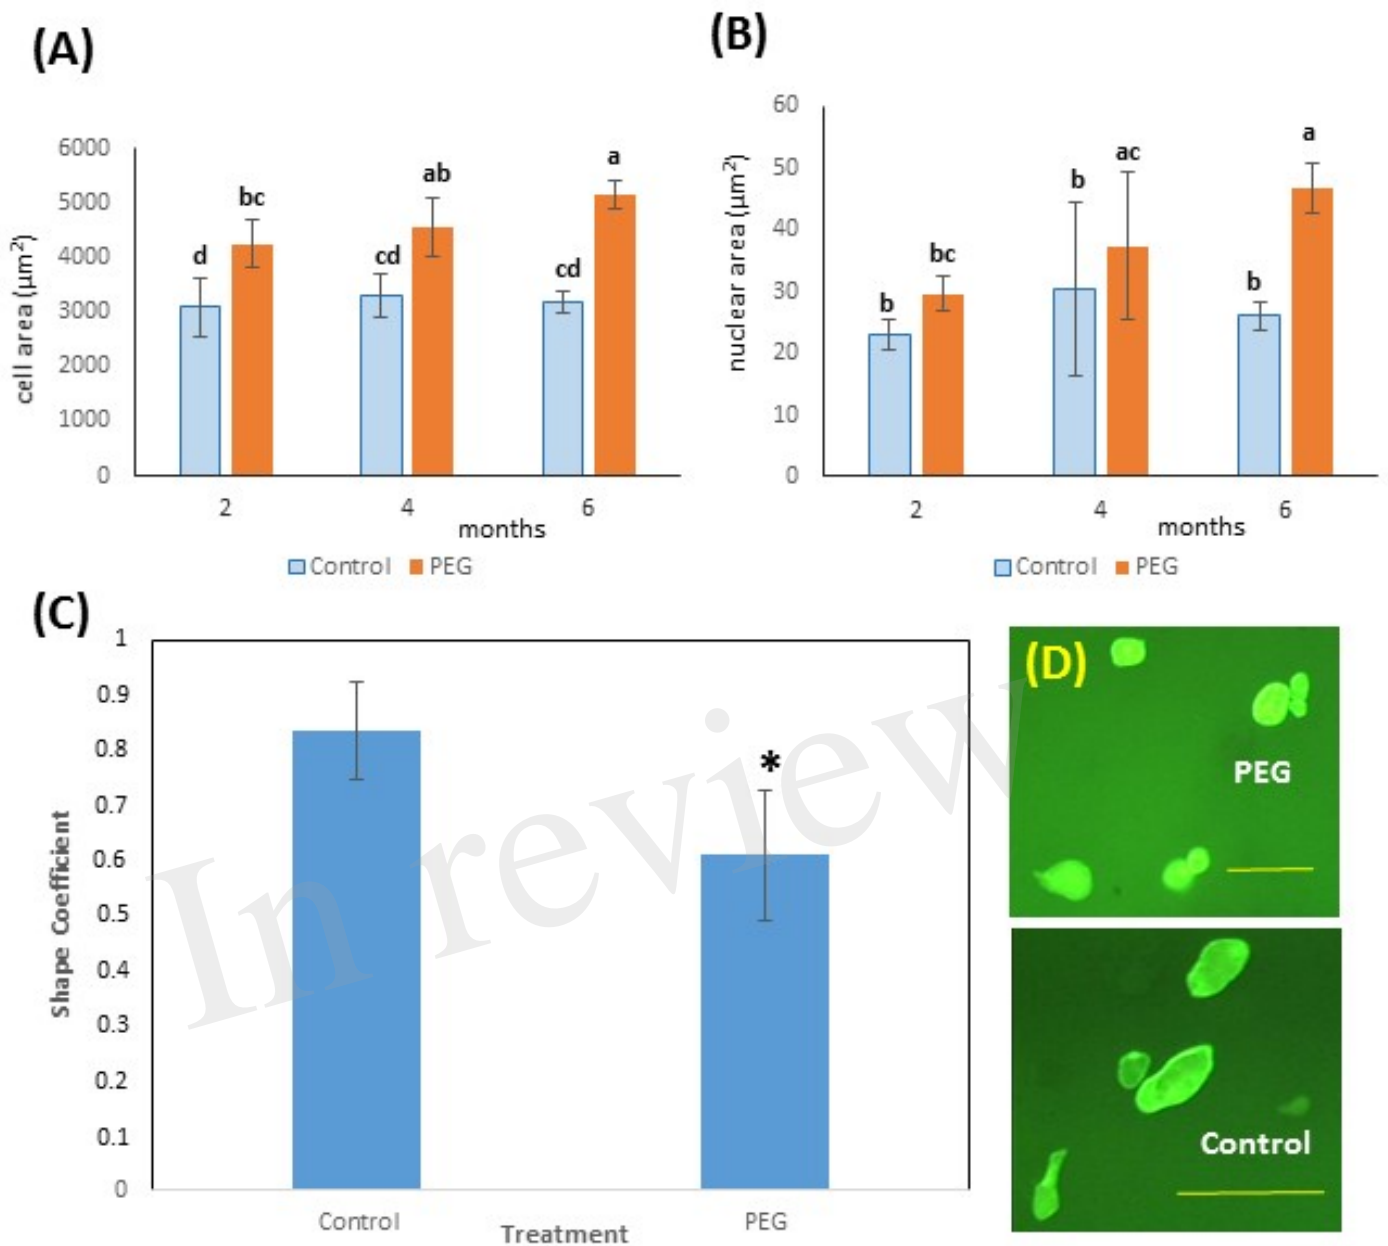 (A)
cell area (μm²)
6000
5000
4000
3000
2000
1000
0
d
bc
cd
ab
cd
a
2
4
6
months
Control
PEG
(B)
nuclear area (μm²)
60
50
40
30
20
10
0
b
bc
b
ac
b
a
2
4
6
months
Control
PEG
(C)
Shape Coefficient
1
0.9
0.8
0.7
0.6
0.5
0.4
0.3
0.2
0.1
0
*
Control
PEG
Treatment
In review
(D)
PEG
Control